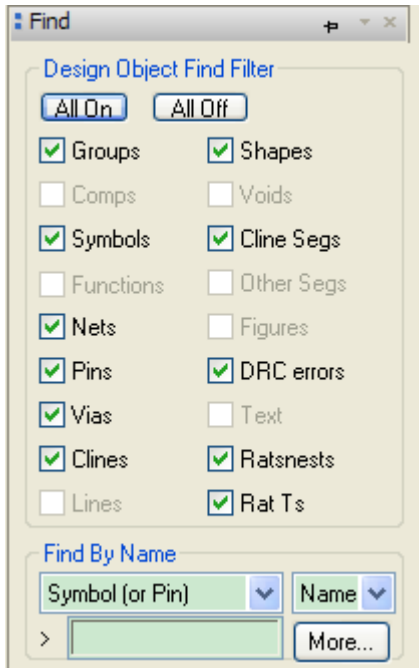 Find
Design Object Find Filter
All On All Off
Groups Shapes
Comps Voids
Symbols Cline Segs
Functions Other Segs
Nets Figures
Pins DRC errors
Vias Text
Clines Ratsnests
Lines Rat Ts
Find By Name
Symbol (or Pin) Name
> More...